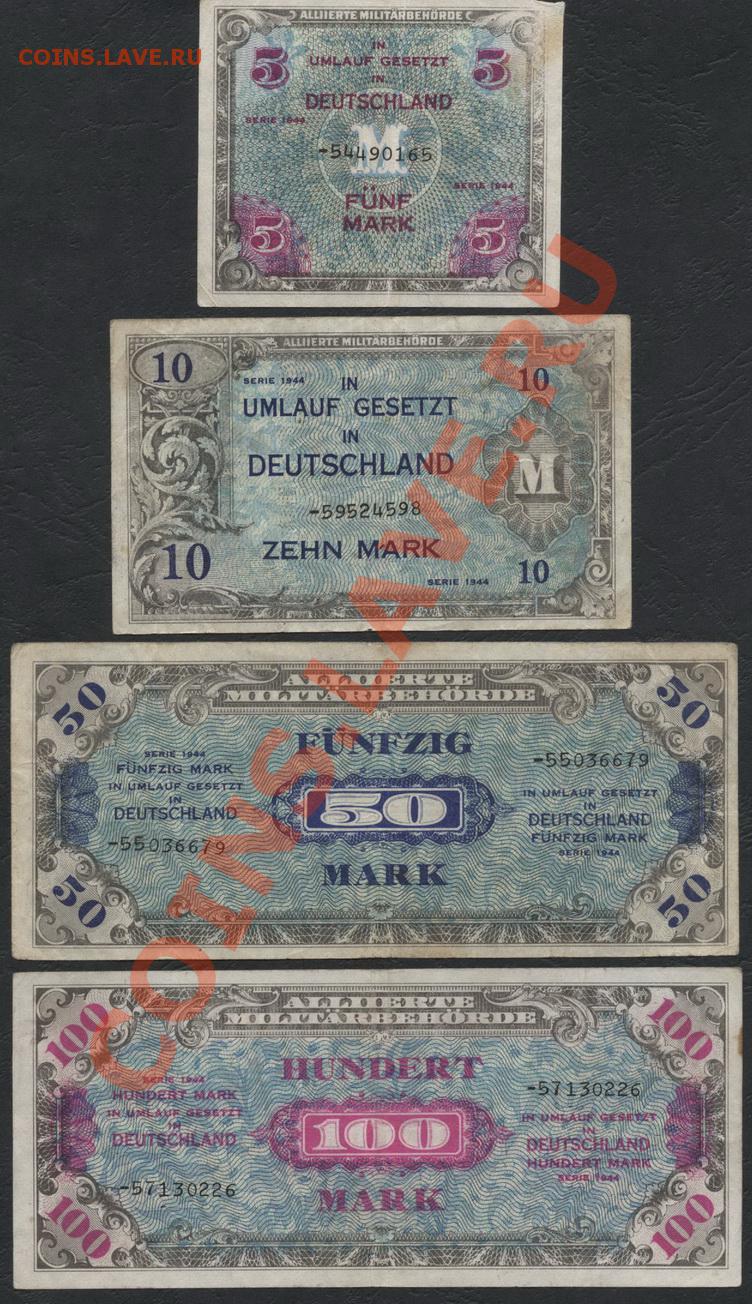 COINS.LAVE.RU
ALLIIERTE MILITÄRBEHÖRDE
5 IN 5
UMLAUF GESETZT
IN
DEUTSCHLAND
SERIE 1944
M
-54490165
SERIE 1944
FÜNF
MARK
5 5
ALLIIERTE MILITÄRBEHÖRDE
10 SERIE 1944 IN 10
UMLAUF GESETZT
IN
DEUTSCHLAND
M
-59524598
10 ZEHN MARK 10
SERIE 1944
ALLIIERTE
MILITÄRBEHÖRDE
50 50
FÜNFZIG
SERIE 1944
FÜNFZIG MARK
IN UMLAUF GESETZT
IN
DEUTSCHLAND
-55036679
50
MARK
-55036679
IN UMLAUF GESETZT
IN
DEUTSCHLAND
FÜNFZIG MARK
SERIE 1944
50 50
ALLIIERTE
MILITÄRBEHÖRDE
100 100
HUNDERT
SERIE 1944
HUNDERT MARK
IN UMLAUF GESETZT
IN
DEUTSCHLAND
-57130226
100
MARK
-57130226
IN UMLAUF GESETZT
IN
DEUTSCHLAND
HUNDERT MARK
SERIE 1944
100 100
COINS.LAVE.RU